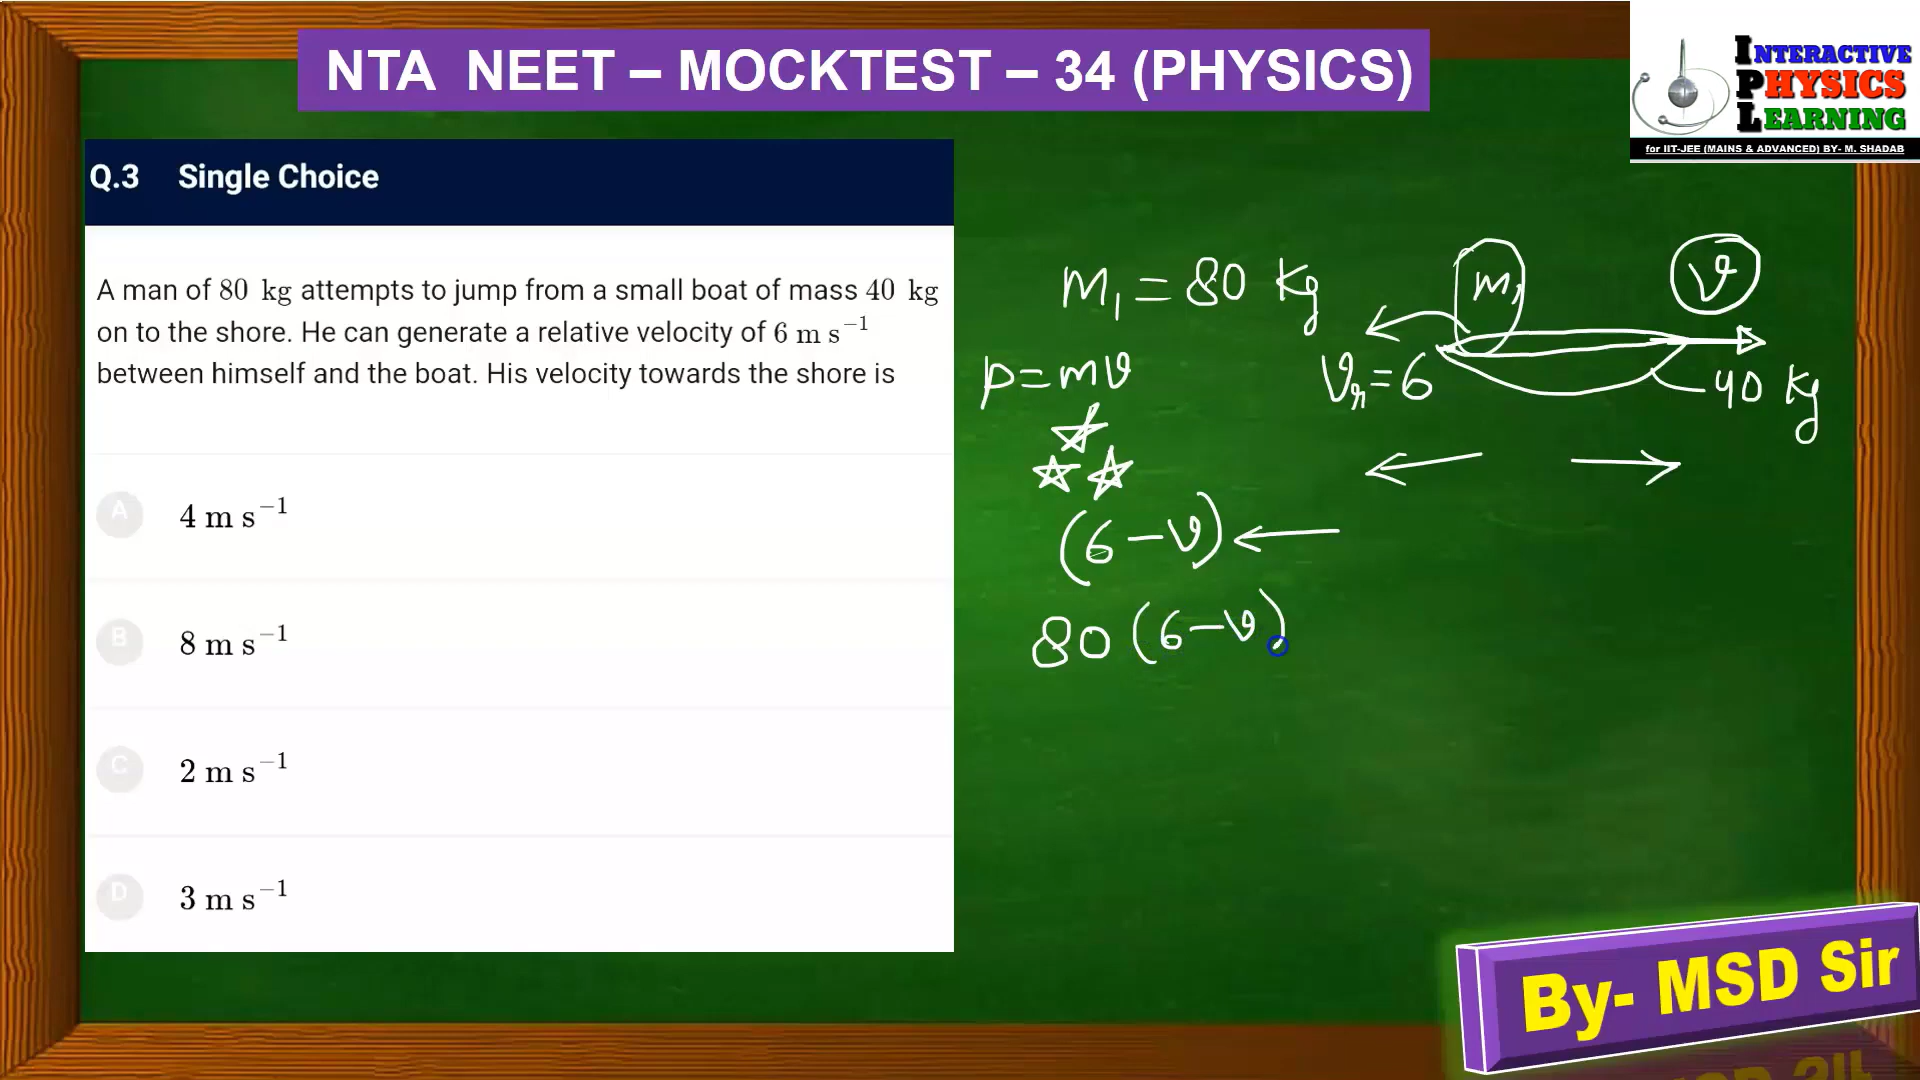 NTA NEET – MOCKTEST – 34 (PHYSICS)
INTERACTIVE
PHYSICS
LEARNING
for IIT-JEE (MAINS & ADVANCED) BY- M. SHADAB
Q.3 Single Choice
A man of 80 kg attempts to jump from a small boat of mass 40 kg
on to the shore. He can generate a relative velocity of 6 m s⁻¹
between himself and the boat. His velocity towards the shore is
A 4 m s⁻¹
B 8 m s⁻¹
C 2 m s⁻¹
D 3 m s⁻¹
m₁ = 80 kg
m₁
v
p = mv
vᵣ = 6
40 kg
(6 − v)
80 (6 − v)
By- MSD Sir